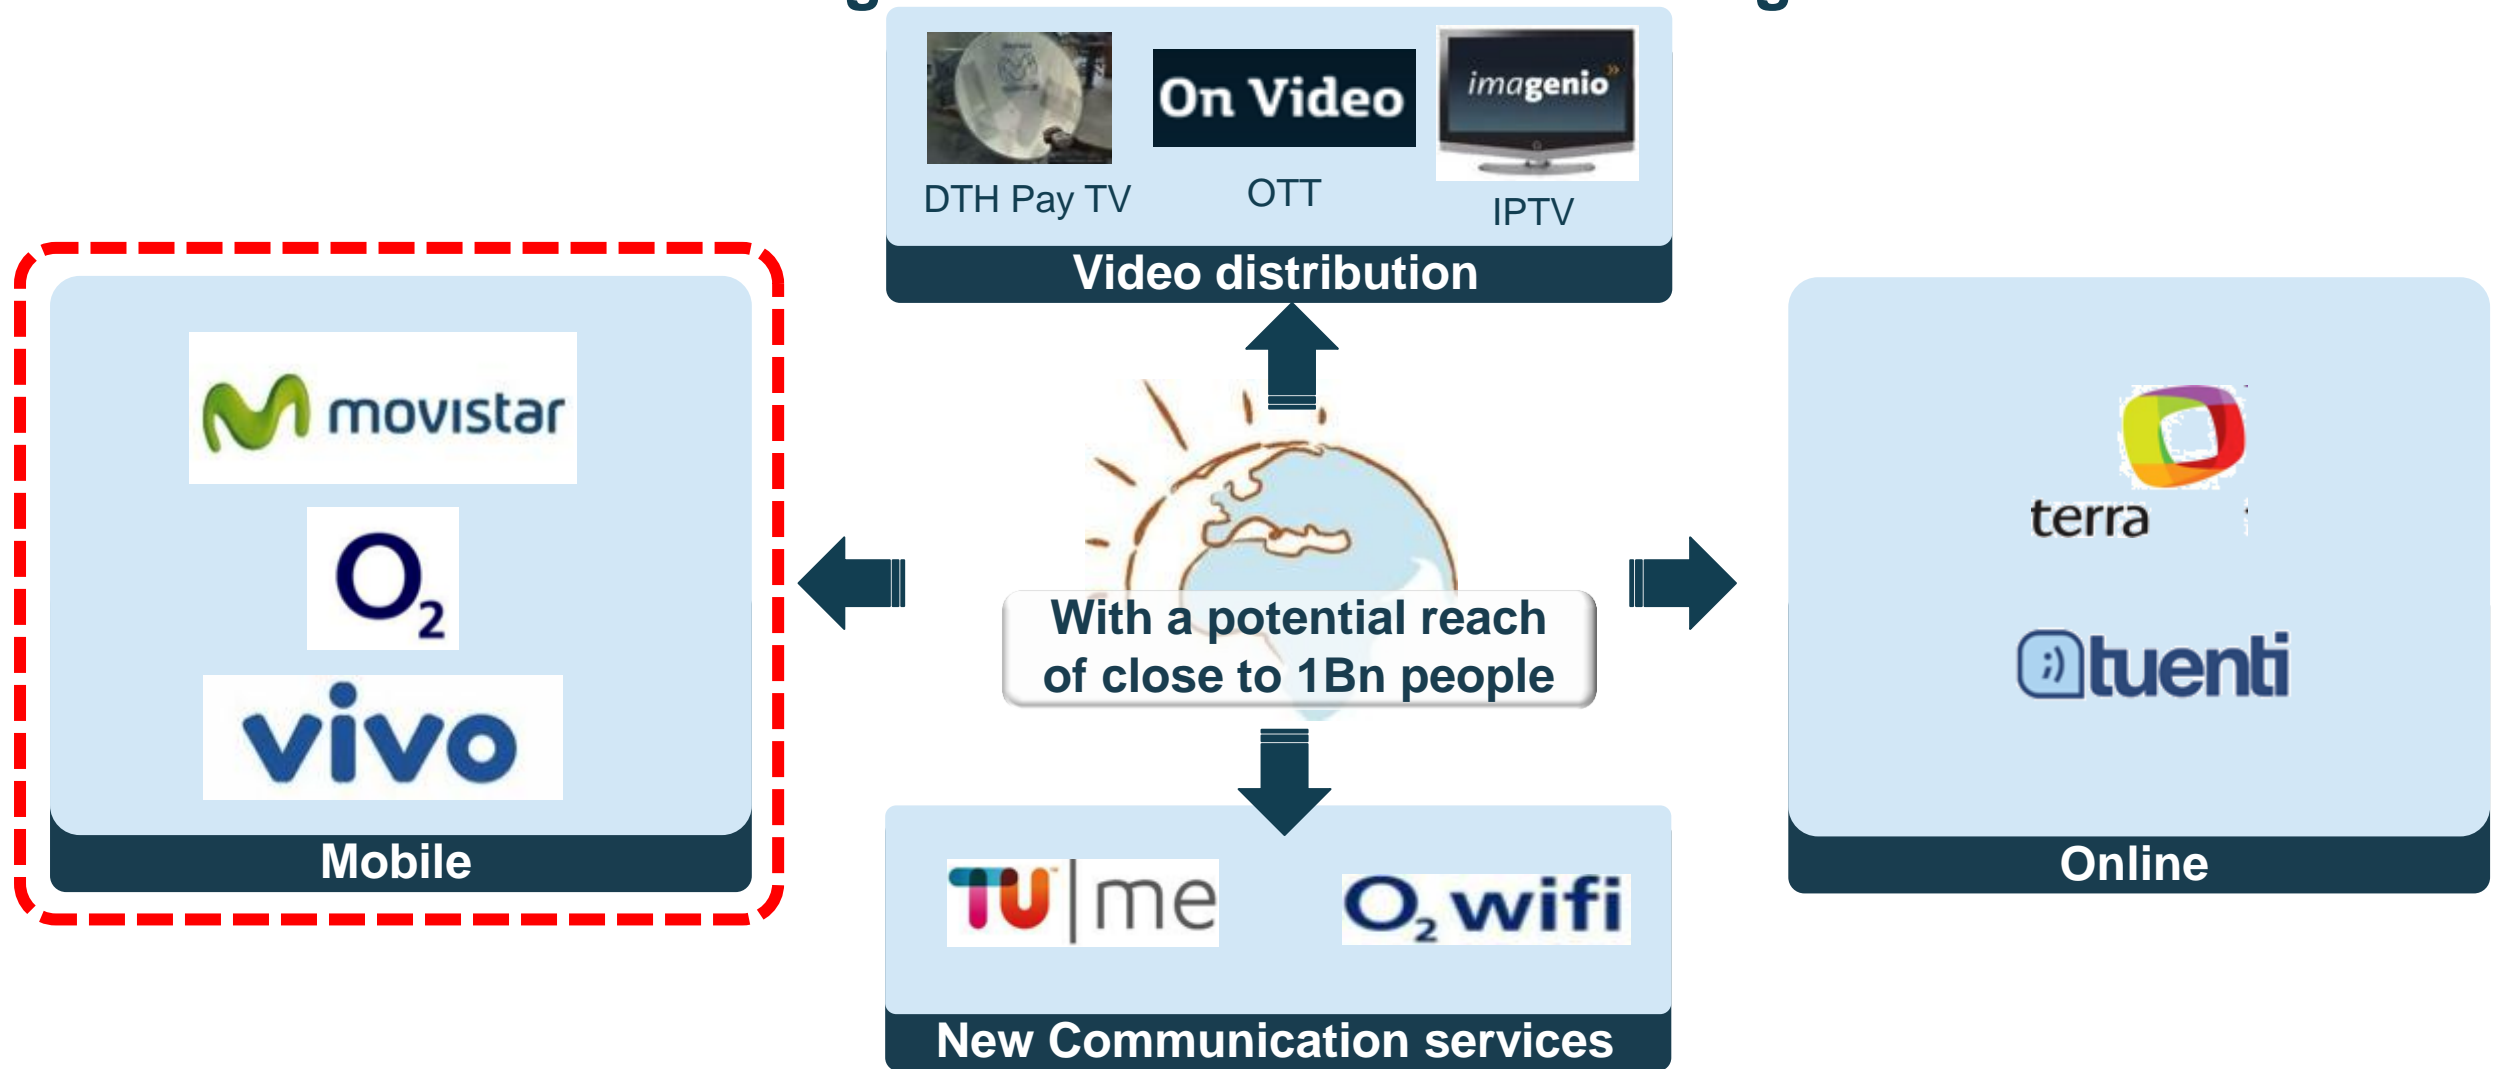 On Video
imagenio»
DTH Pay TV
OTT
IPTV
Video distribution
movistar
O2
vivo
Mobile
With a potential reach
of close to 1Bn people
terra
;) tuenti
Online
TU|me
O2 wifi
New Communication services